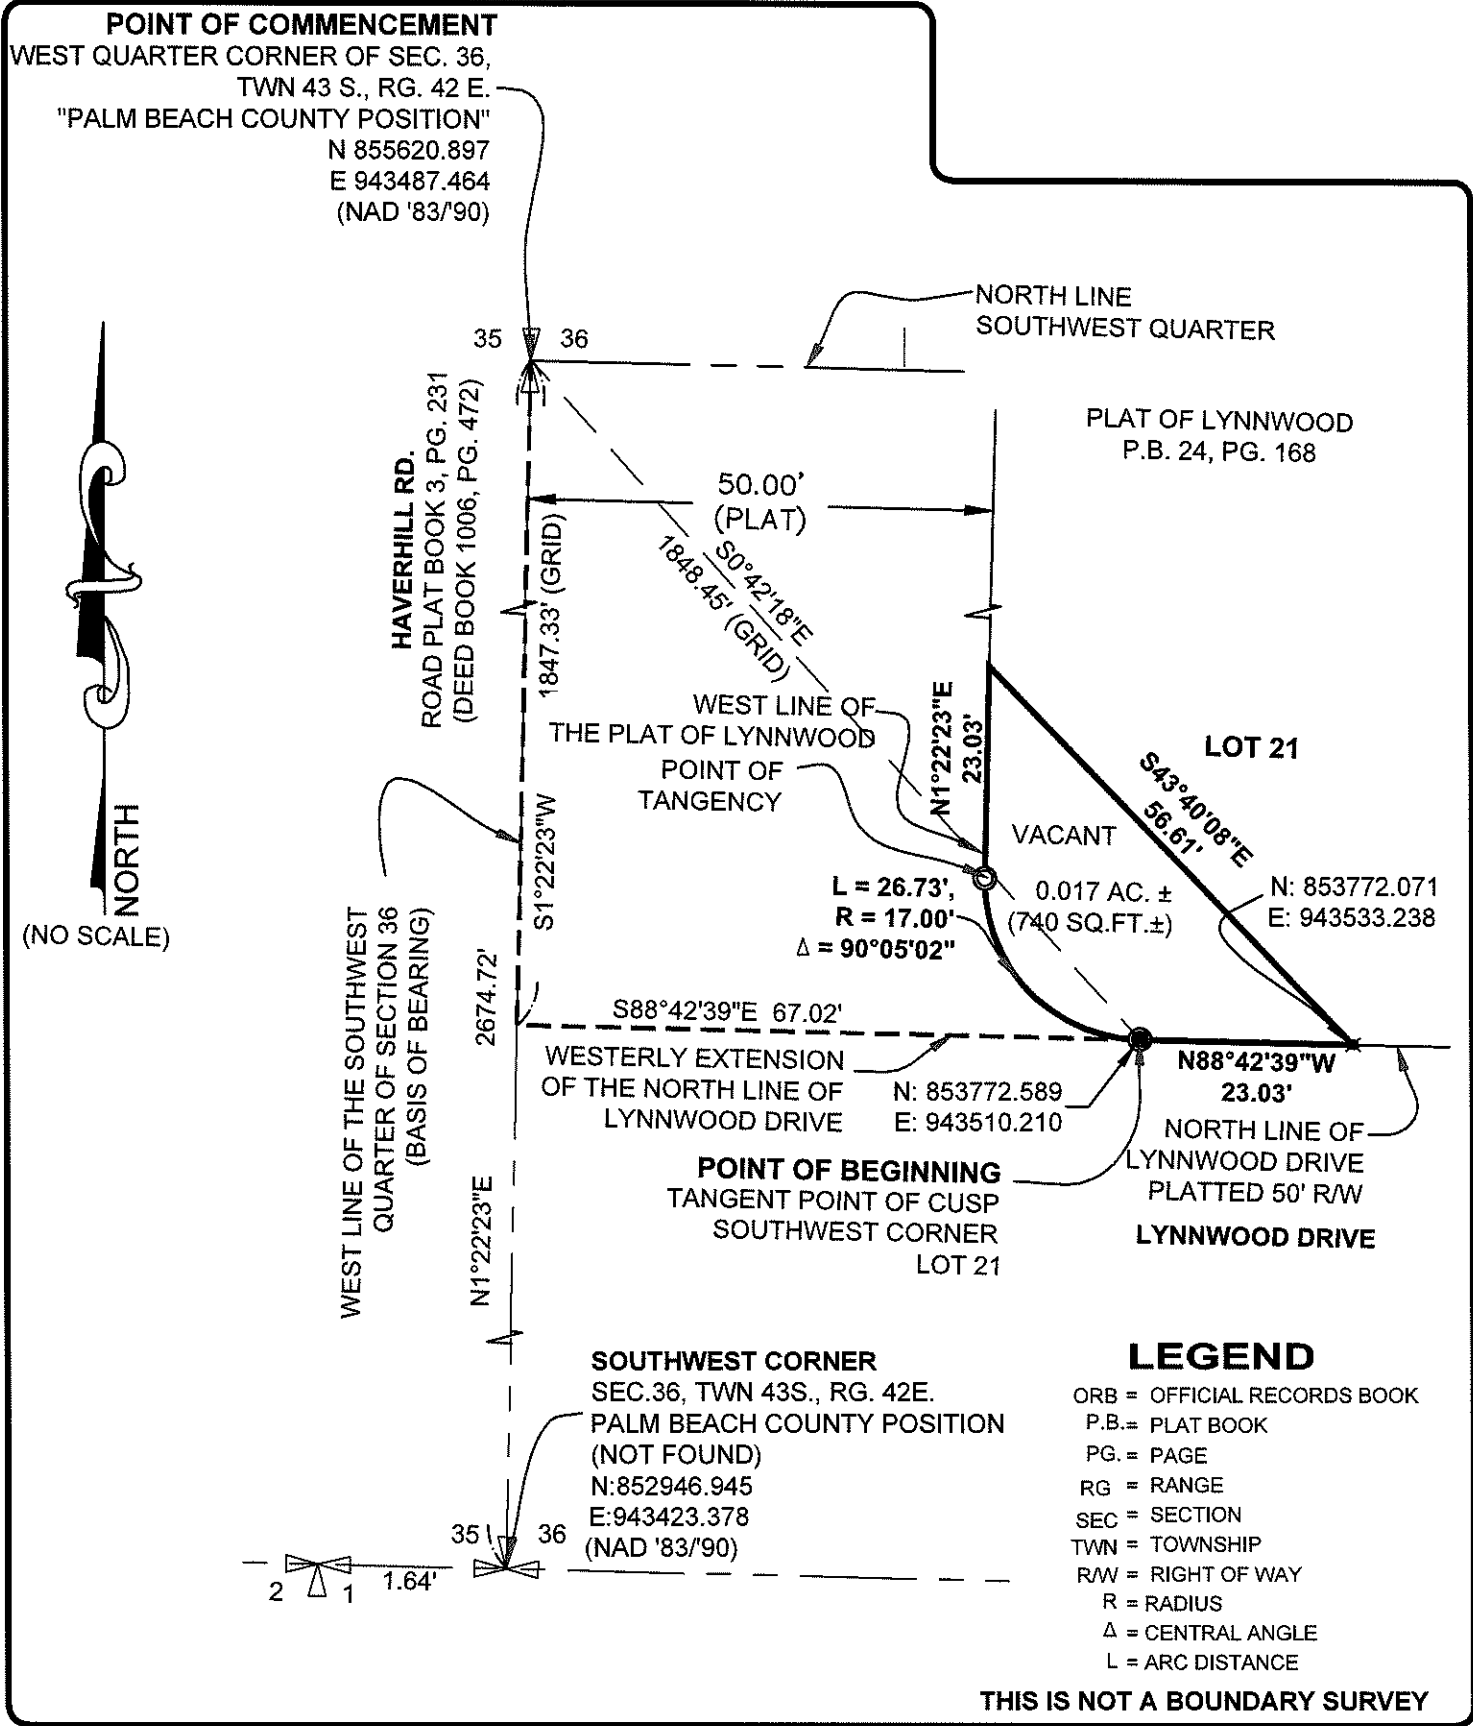 POINT OF COMMENCEMENT
WEST QUARTER CORNER OF SEC. 36,
TWN 43 S., RG. 42 E.
"PALM BEACH COUNTY POSITION"
N 855620.897
E 943487.464
(NAD '83/'90)
NORTH LINE
SOUTHWEST QUARTER
35
36
PLAT OF LYNNWOOD
P.B. 24, PG. 168
HAVERHILL RD.
ROAD PLAT BOOK 3, PG. 231
(DEED BOOK 1006, PG. 472)
50.00'
(PLAT)
1847.33' (GRID)
S0°42'18"E
1848.45' (GRID)
NORTH
(NO SCALE)
WEST LINE OF
THE PLAT OF LYNNWOOD
POINT OF
TANGENCY
N1°22'23"E
23.03'
LOT 21
S43°40'08"E
56.61'
VACANT
0.017 AC. ±
(740 SQ.FT.±)
L = 26.73',
R = 17.00'
Δ = 90°05'02"
N: 853772.071
E: 943533.238
S1°22'23"W
2674.72'
WEST LINE OF THE SOUTHWEST
QUARTER OF SECTION 36
(BASIS OF BEARING)
S88°42'39"E 67.02'
WESTERLY EXTENSION
OF THE NORTH LINE OF
LYNNWOOD DRIVE
N: 853772.589
E: 943510.210
N88°42'39"W
23.03'
NORTH LINE OF
LYNNWOOD DRIVE
PLATTED 50' R/W
LYNNWOOD DRIVE
POINT OF BEGINNING
TANGENT POINT OF CUSP
SOUTHWEST CORNER
LOT 21
N1°22'23"E
SOUTHWEST CORNER
SEC.36, TWN 43S., RG. 42E.
PALM BEACH COUNTY POSITION
(NOT FOUND)
N:852946.945
E:943423.378
(NAD '83/'90)
35
36
2
1
1.64'
LEGEND
ORB = OFFICIAL RECORDS BOOK
P.B.= PLAT BOOK
PG. = PAGE
RG = RANGE
SEC = SECTION
TWN = TOWNSHIP
R/W = RIGHT OF WAY
R = RADIUS
Δ = CENTRAL ANGLE
L = ARC DISTANCE
THIS IS NOT A BOUNDARY SURVEY